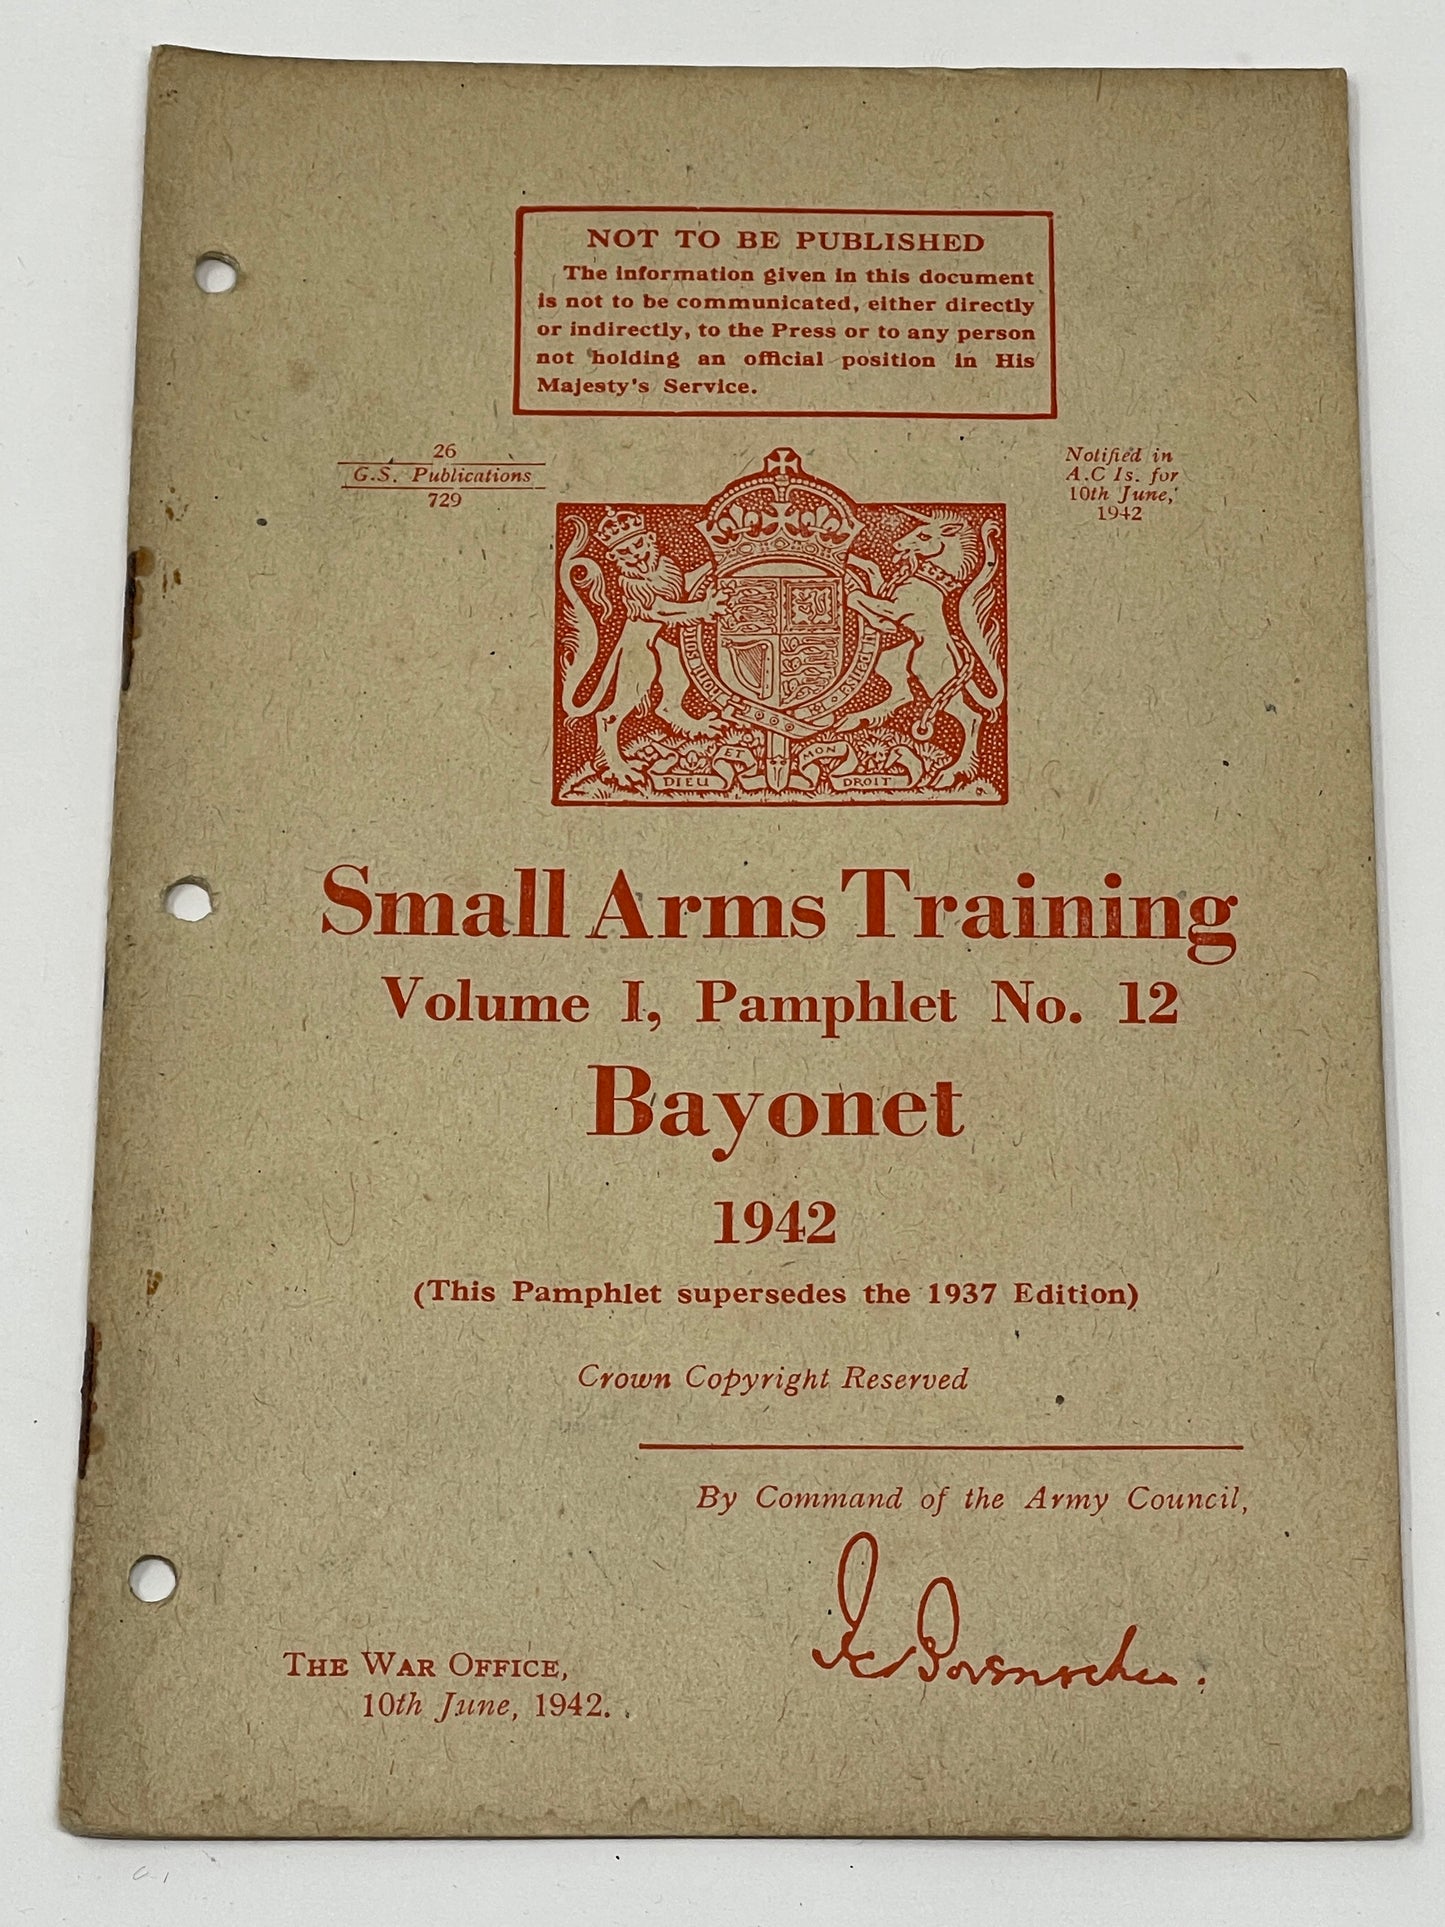 NOT TO BE PUBLISHED
The information given in this document
is not to be communicated, either directly
or indirectly, to the Press or to any person
not holding an official position in His
Majesty's Service.
26
G.S. Publications
729
Notified in
A.C Is. for
10th June,
1942
DIEU ET MON DROIT
Small Arms Training
Volume I, Pamphlet No. 12
Bayonet
1942
(This Pamphlet supersedes the 1937 Edition)
Crown Copyright Reserved
By Command of the Army Council,
THE WAR OFFICE,
10th June, 1942.